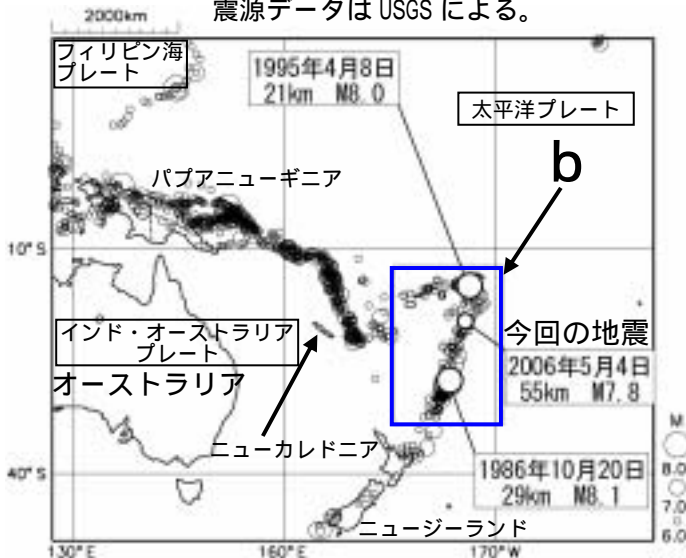 震源データは USGS による。
2000km
フィリピン海
プレート
1995年4月8日
21km M8.0
太平洋プレート
b
パプアニューギニア
10°S
インド・オーストラリア
プレート
今回の地震
2006年5月4日
55km M7.8
オーストラリア
ニューカレドニア
M
8.0
7.0
6.0
40°S
1986年10月20日
29km M8.1
ニュージーランド
130°E
160°E
170°W